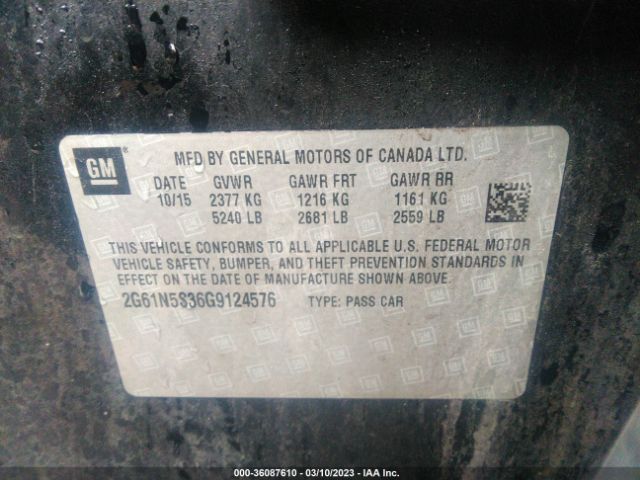 GM
MFD BY GENERAL MOTORS OF CANADA LTD.
DATE GVWR GAWR FRT GAWR RR
10/15 2377 KG 1216 KG 1161 KG
5240 LB 2681 LB 2559 LB
THIS VEHICLE CONFORMS TO ALL APPLICABLE U.S. FEDERAL MOTOR
VEHICLE SAFETY, BUMPER, AND THEFT PREVENTION STANDARDS IN
EFFECT ON THE DATE OF MANUFACTURE SHOWN ABOVE.
2G61N5S36G9124576 TYPE: PASS CAR
000-36087610 - 03/10/2023 - IAA Inc.